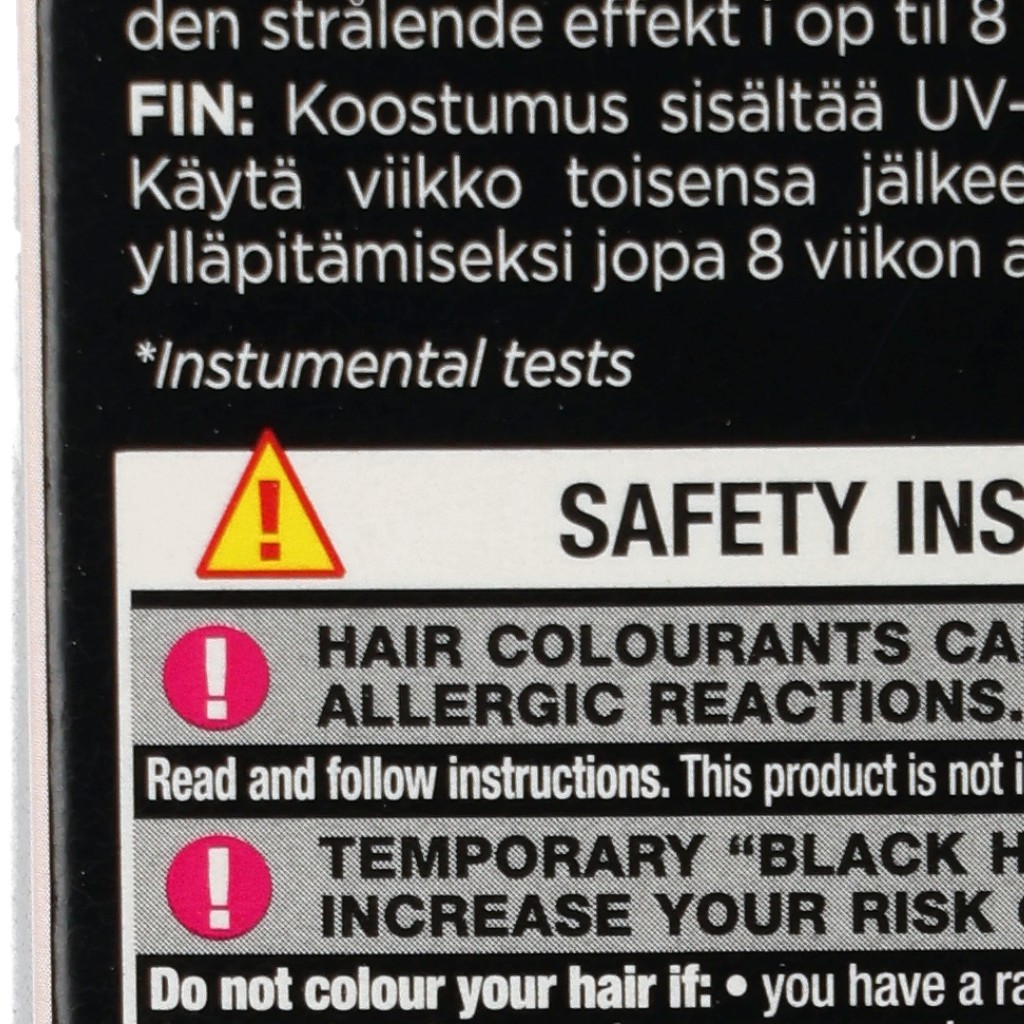 den strålende effekt i op til 8
FIN: Koostumus sisältää UV-
Käytä viikko toisensa jälkee
ylläpitämiseksi jopa 8 viikon a
*Instumental tests
SAFETY INS
HAIR COLOURANTS CA
ALLERGIC REACTIONS.
Read and follow instructions. This product is not i
TEMPORARY “BLACK H
INCREASE YOUR RISK
Do not colour your hair if: • you have a ra